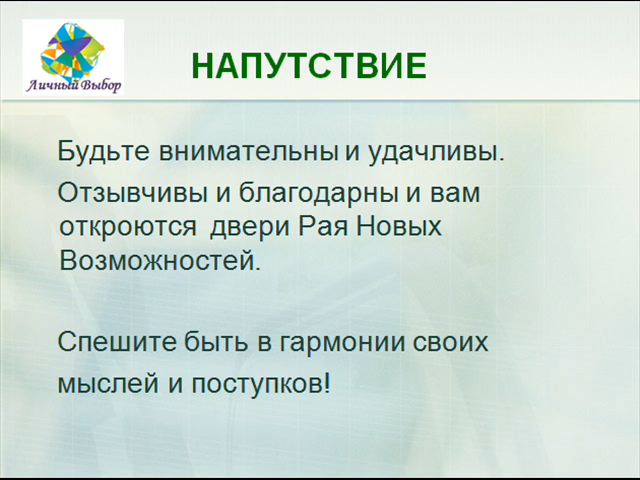 Личный Выбор
НАПУТСТВИЕ
Будьте внимательны и удачливы.
Отзывчивы и благодарны и вам
откроются двери Рая Новых
Возможностей.
Спешите быть в гармонии своих
мыслей и поступков!